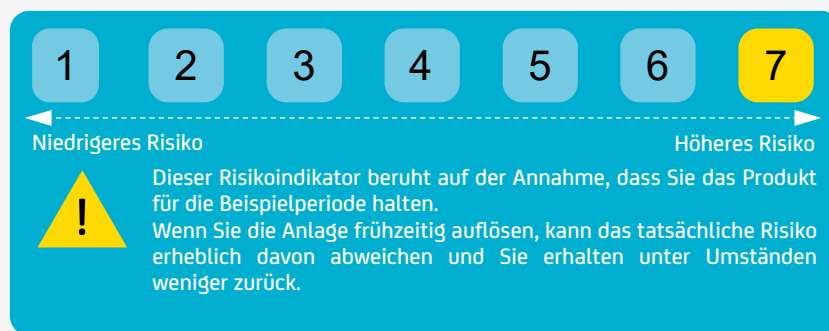 1 2 3 4 5 6 7
Niedrigeres Risiko Höheres Risiko
Dieser Risikoindikator beruht auf der Annahme, dass Sie das Produkt
für die Beispielperiode halten.
!
Wenn Sie die Anlage frühzeitig auflösen, kann das tatsächliche Risiko
erheblich davon abweichen und Sie erhalten unter Umständen
weniger zurück.